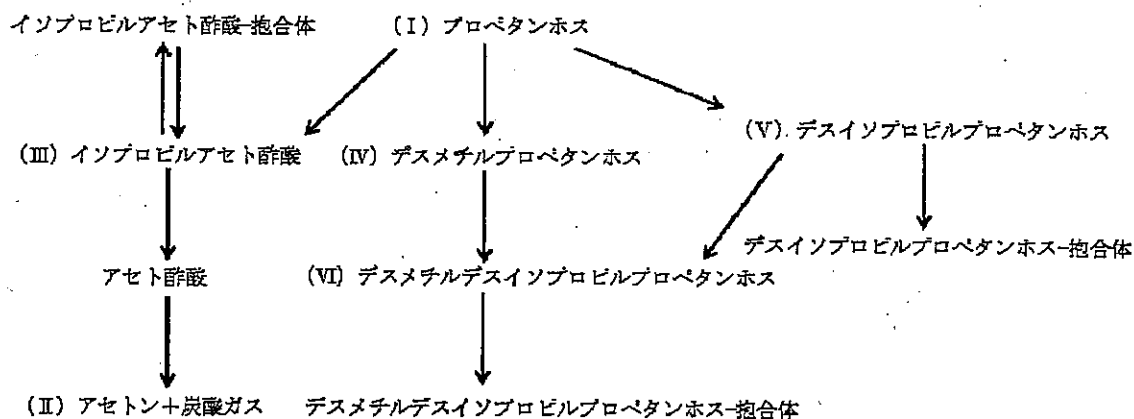 イソプロピルアセト酢酸-抱合体
(I) プロペタンホス
(V). デスイソプロピルプロペタンホス
(III) イソプロピルアセト酢酸
(IV) デスメチルプロペタンホス
デスイソプロピルプロペタンホス-抱合体
アセト酢酸
(VI) デスメチルデスイソプロピルプロペタンホス
(II) アセトン+炭酸ガス
デスメチルデスイソプロピルプロペタンホス-抱合体